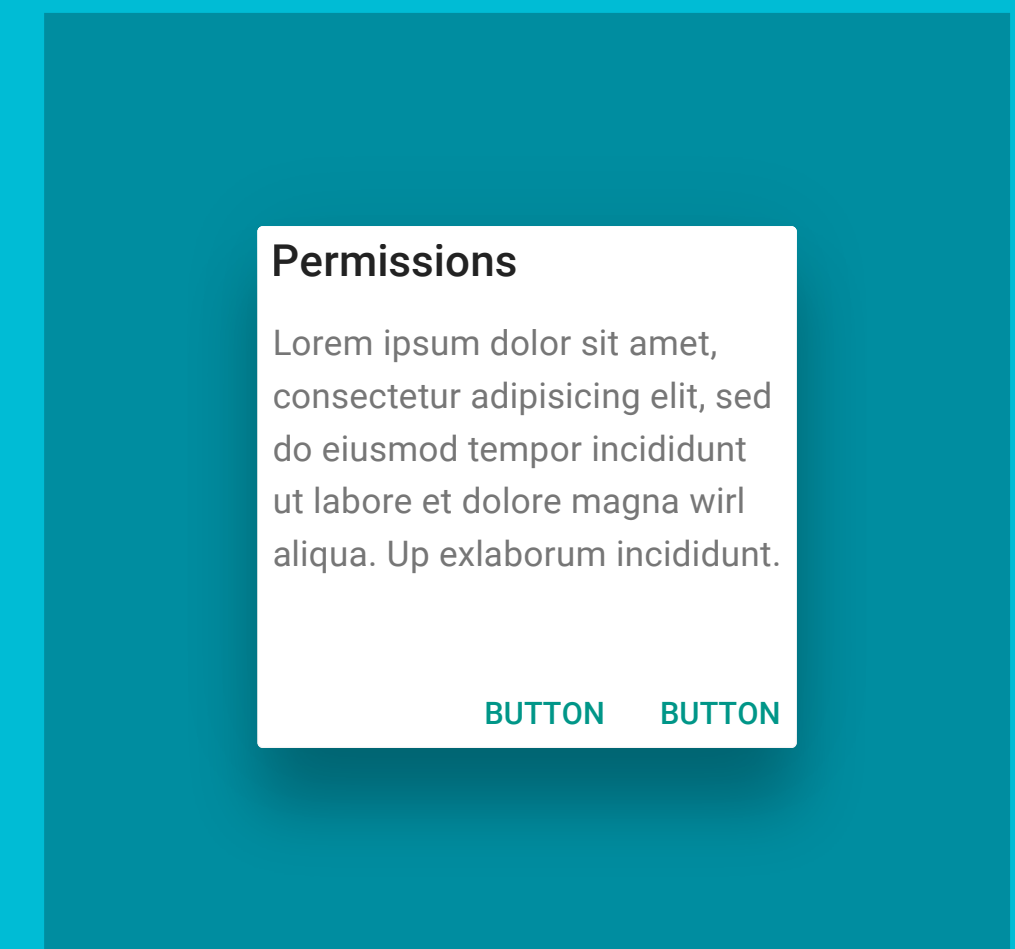 Permissions
Lorem ipsum dolor sit amet,
consectetur adipisicing elit, sed
do eiusmod tempor incididunt
ut labore et dolore magna wirl
aliqua. Up exlaborum incididunt.
BUTTON BUTTON